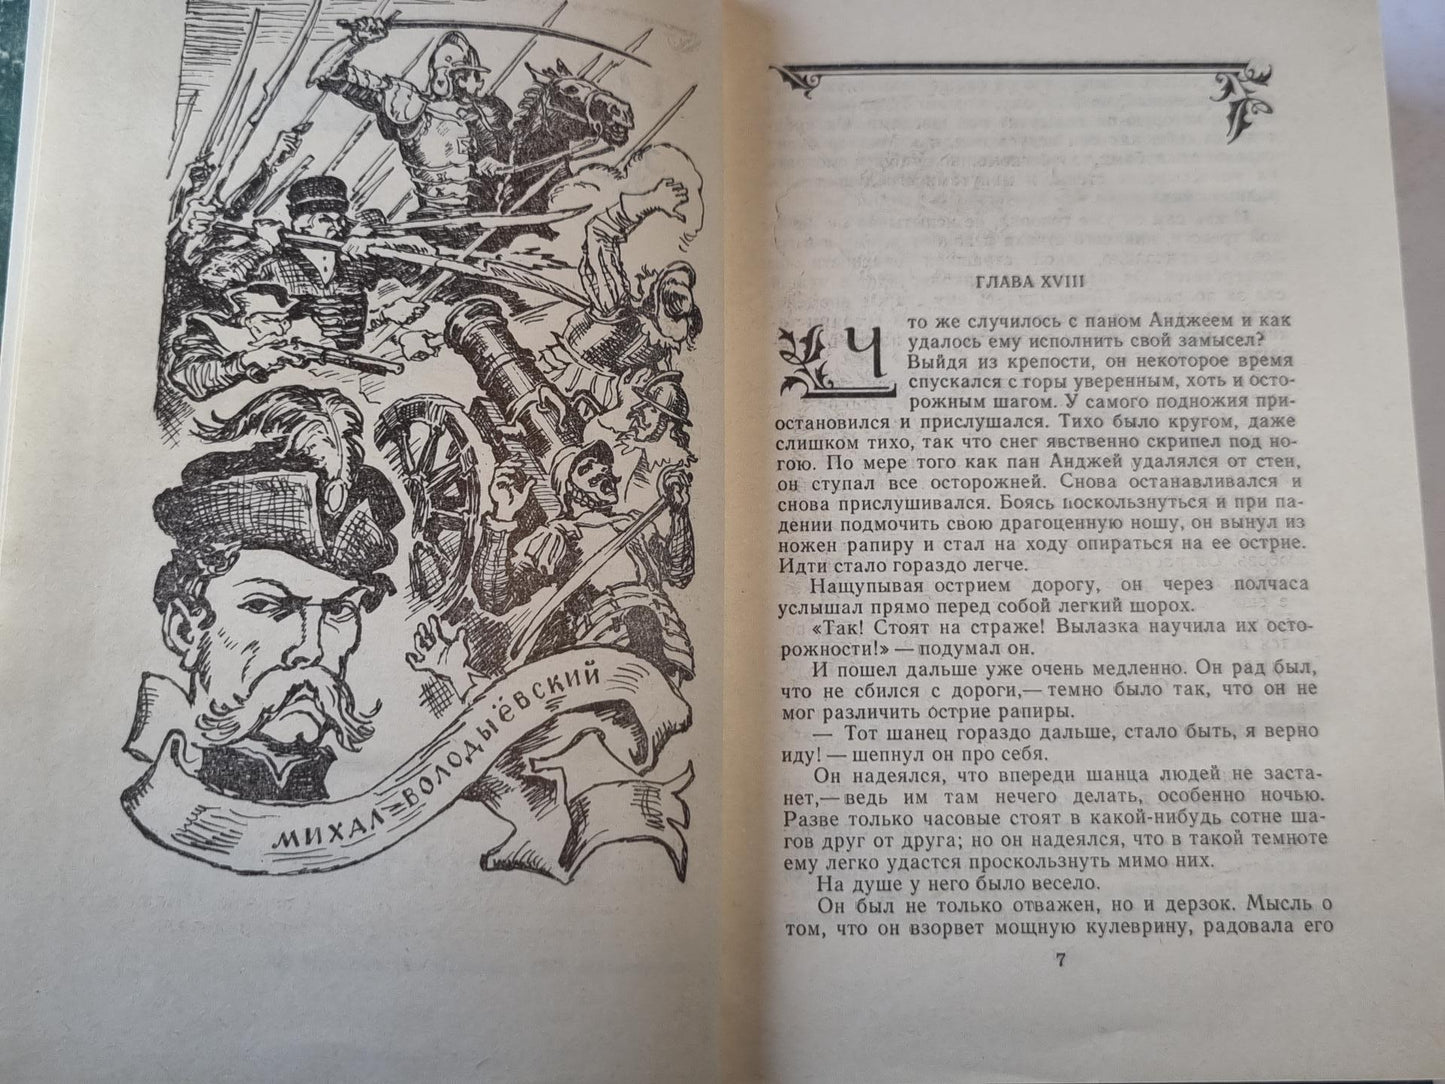 МИХАЛ-ВОЛОДЫЁВСКИЙ
ГЛАВА XVIII
Что же случилось с паном Анджеем и как
удалось ему исполнить свой замысел?
Выйдя из крепости, он некоторое время
спускался с горы уверенным, хоть и осто-
рожным шагом. У самого подножия при-
остановился и прислушался. Тихо было кругом, даже
слишком тихо, так что снег явственно скрипел под но-
гою. По мере того как пан Анджей удалялся от стен,
он ступал все осторожней. Снова останавливался и
снова прислушивался. Боясь поскользнуться и при па-
дении подмочить свою драгоценную ношу, он вынул из
ножен рапиру и стал на ходу опираться на ее острие.
Идти стало гораздо легче.
Нащупывая острием дорогу, он через полчаса
услышал прямо перед собой легкий шорох.
«Так! Стоят на страже! Вылазка научила их осто-
рожности!» — подумал он.
И пошел дальше уже очень медленно. Он рад был,
что не сбился с дороги,— темно было так, что он не
мог различить острие рапиры.
— Тот шанец гораздо дальше, стало быть, я верно
иду! — шепнул он про себя.
Он надеялся, что впереди шанца людей не заста-
нет,— ведь им там нечего делать, особенно ночью.
Разве только часовые стоят в какой-нибудь сотне ша-
гов друг от друга; но он надеялся, что в такой темноте
ему легко удастся проскользнуть мимо них.
На душе у него было весело.
Он был не только отважен, но и дерзок. Мысль о
том, что он взорвет мощную кулеврину, радовала его
7